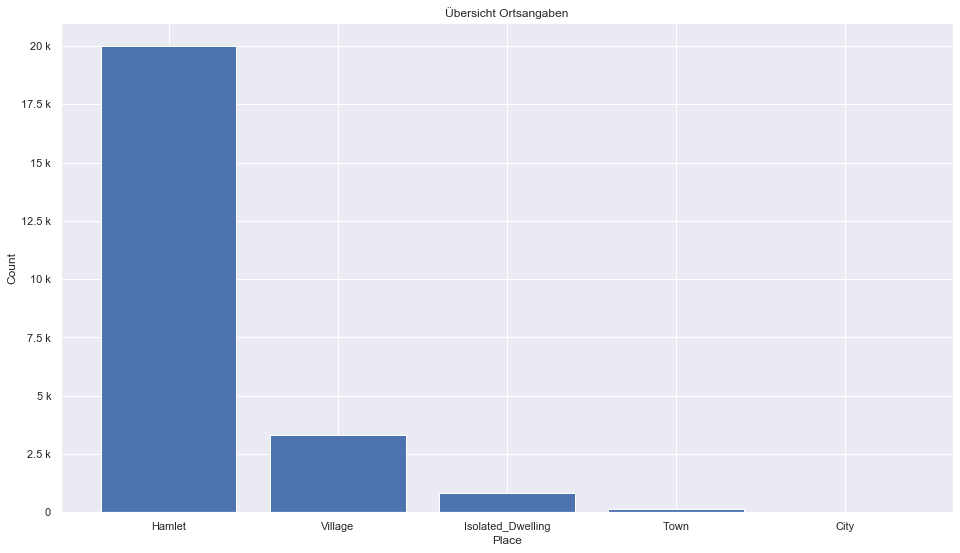 Übersicht Ortsangaben
20 k
17.5 k
15 k
12.5 k
10 k
7.5 k
5 k
2.5 k
0
Count
Hamlet
Village
Isolated_Dwelling
Town
City
Place